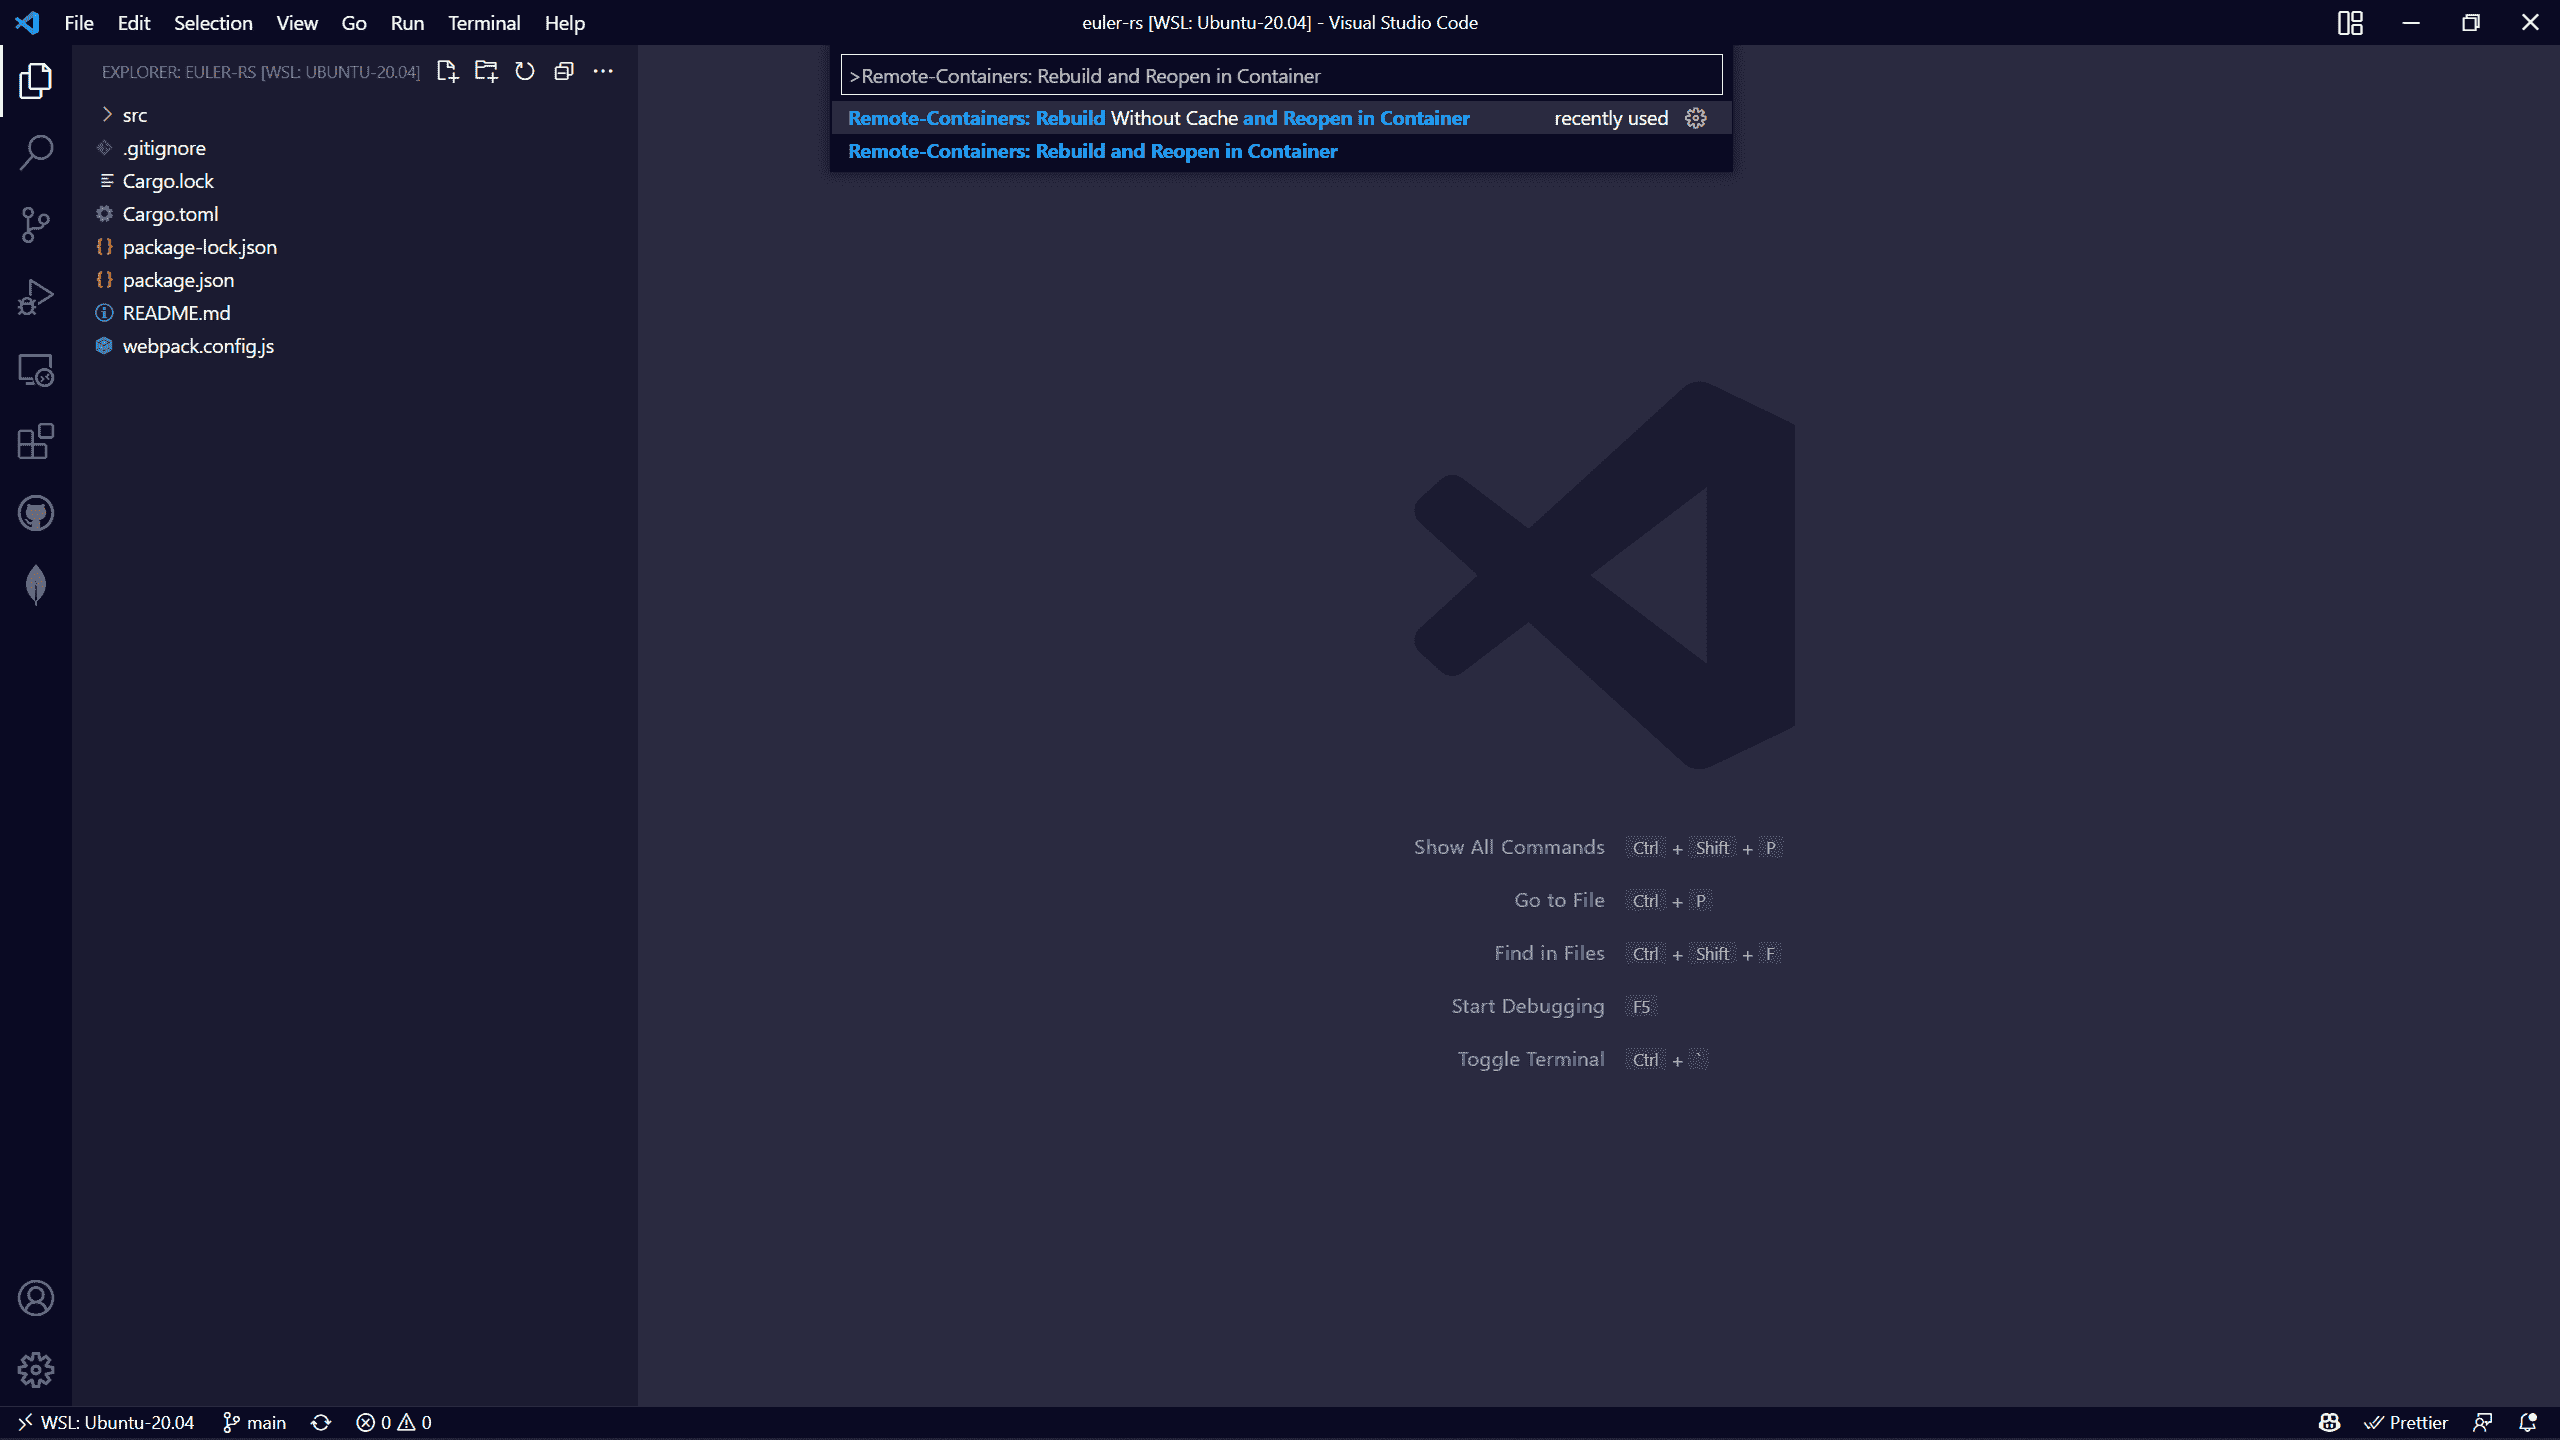 File Edit Selection View Go Run Terminal Help
euler-rs [WSL: Ubuntu-20.04] - Visual Studio Code
EXPLORER: EULER-RS [WSL: UBUNTU-20.04]
src
.gitignore
Cargo.lock
Cargo.toml
package-lock.json
package.json
README.md
webpack.config.js
>Remote-Containers: Rebuild and Reopen in Container
Remote-Containers: Rebuild Without Cache and Reopen in Container recently used
Remote-Containers: Rebuild and Reopen in Container
Show All Commands Ctrl + Shift + P
Go to File Ctrl + P
Find in Files Ctrl + Shift + F
Start Debugging F5
Toggle Terminal Ctrl + `
WSL: Ubuntu-20.04 main 0 0 Prettier